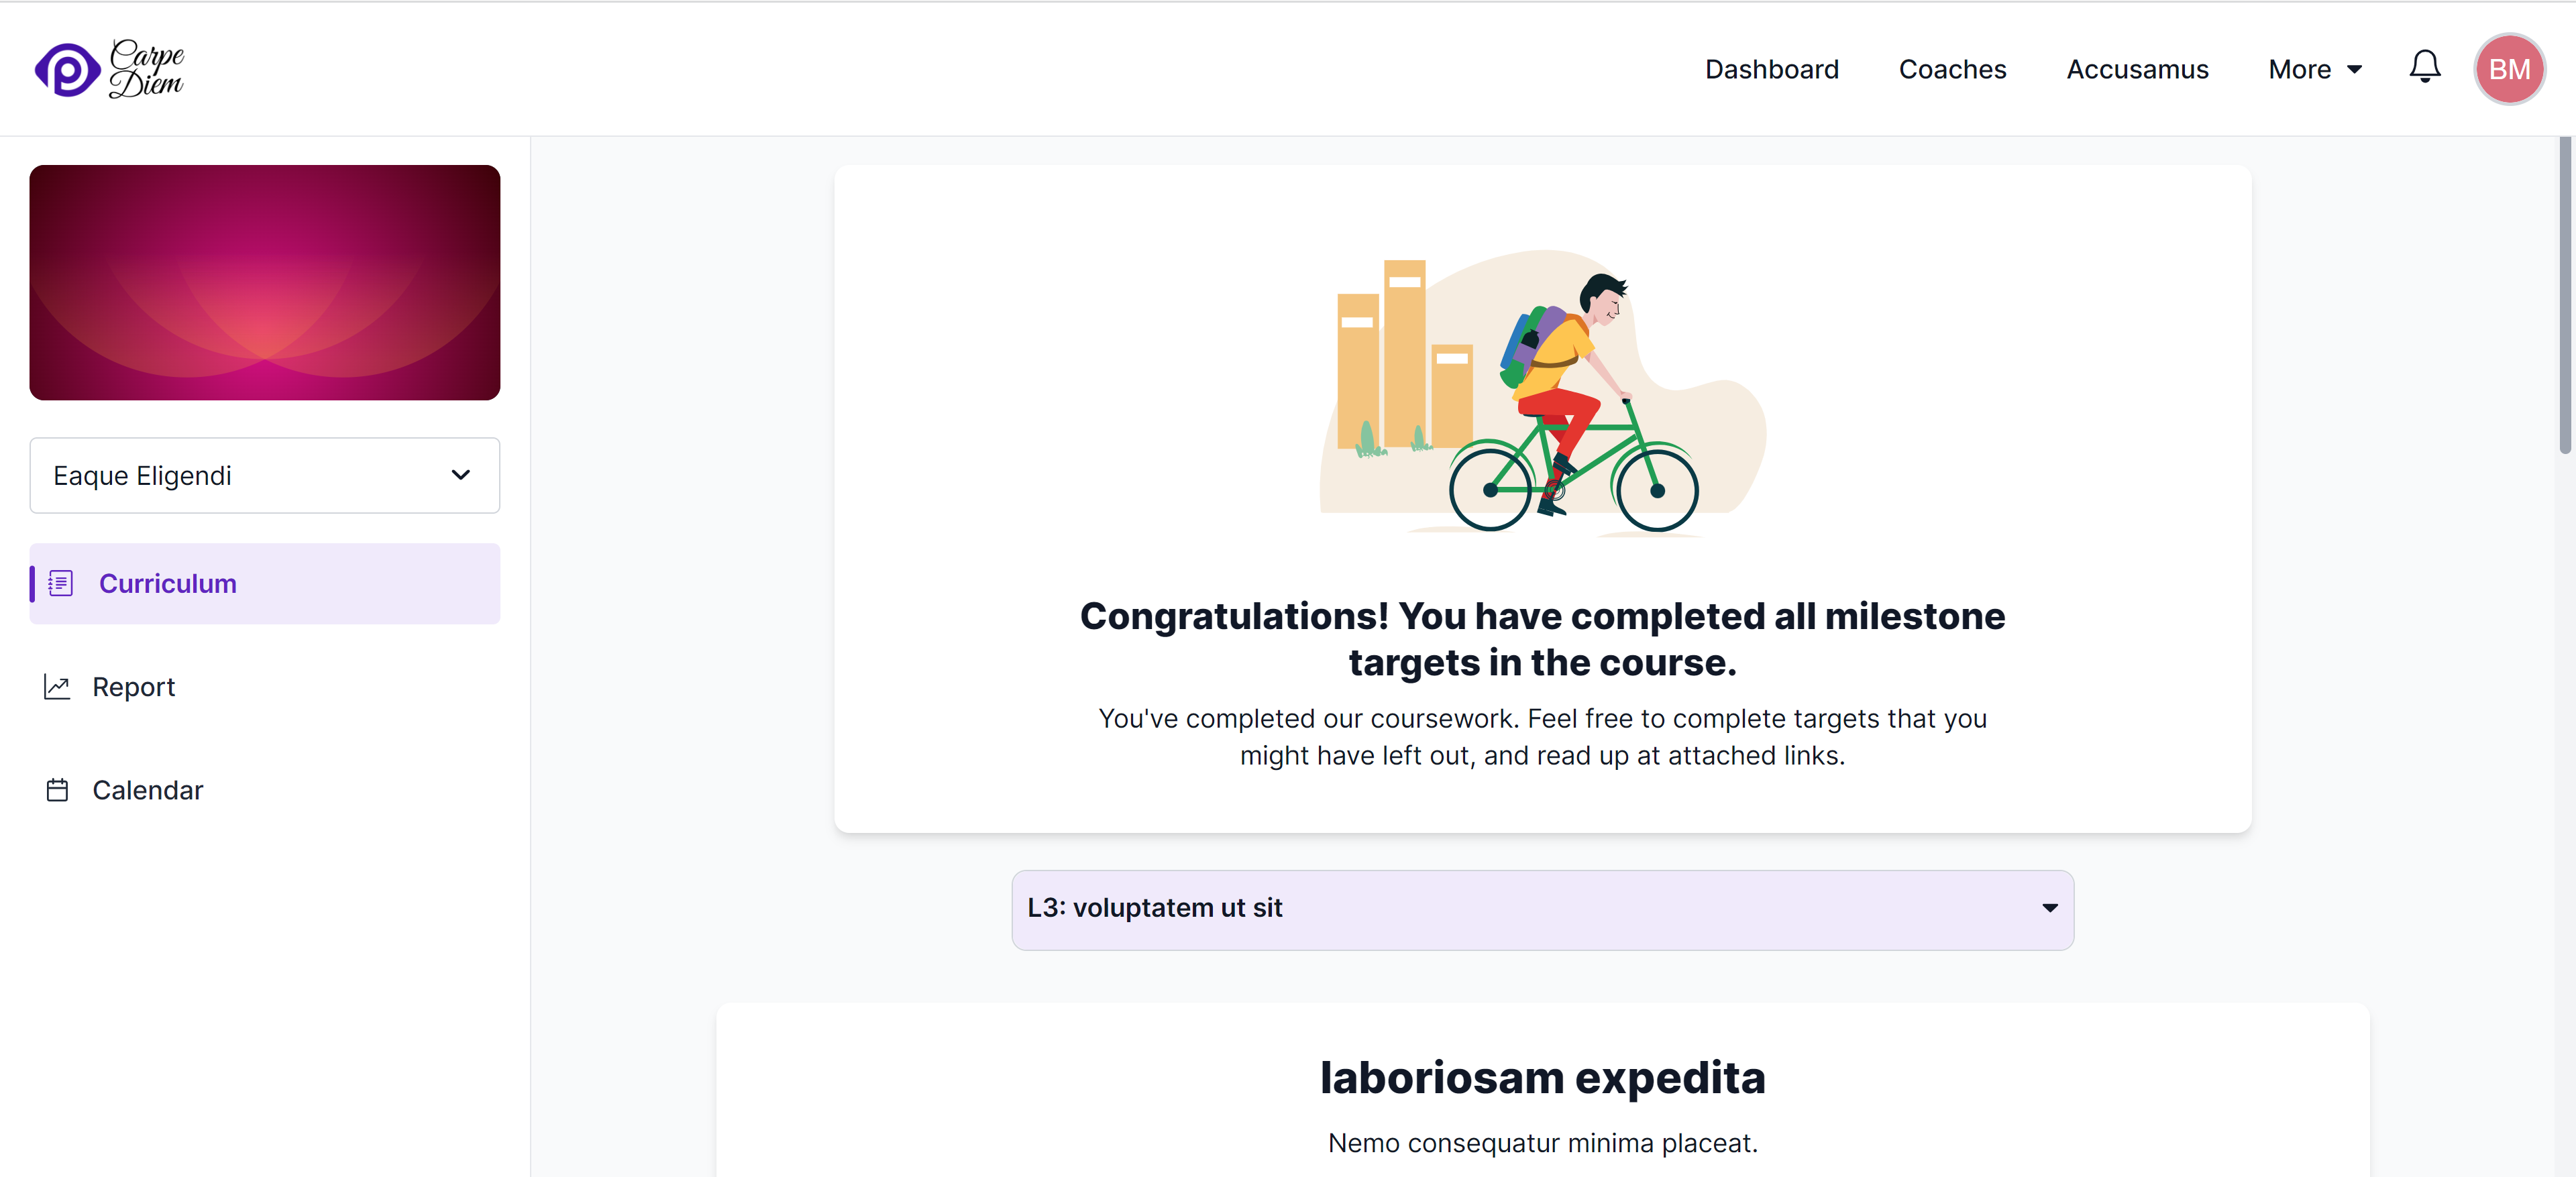 Carpe
Diem
Dashboard
Coaches
Accusamus
More
BM
Eaque Eligendi
Curriculum
Report
Calendar
Congratulations! You have completed all milestone
targets in the course.
You've completed our coursework. Feel free to complete targets that you
might have left out, and read up at attached links.
L3: voluptatem ut sit
laboriosam expedita
Nemo consequatur minima placeat.